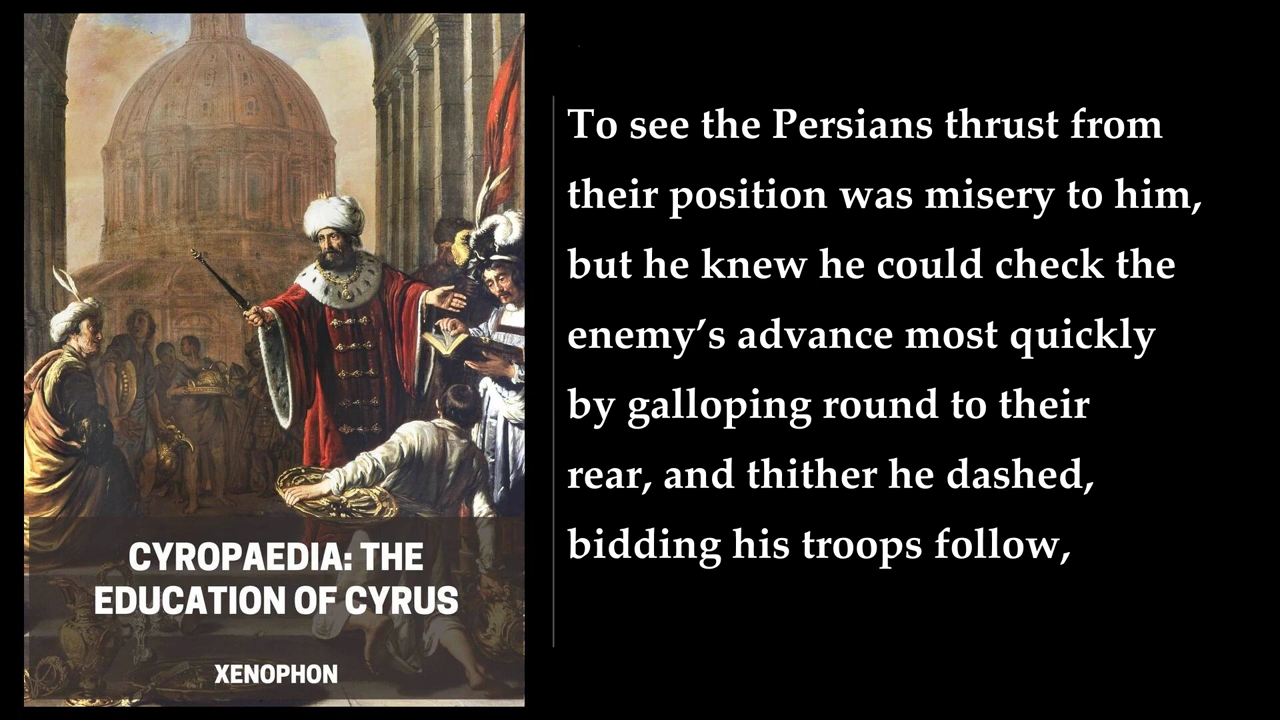 CYROPAEDIA: THE
EDUCATION OF CYRUS
XENOPHON
To see the Persians thrust from
their position was misery to him,
but he knew he could check the
enemy’s advance most quickly
by galloping round to their
rear, and thither he dashed,
bidding his troops follow,